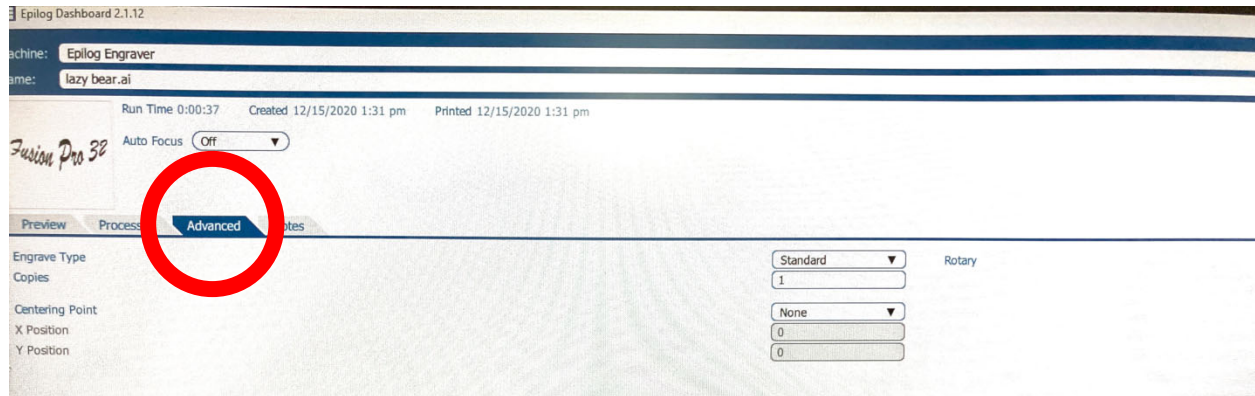 Epilog Dashboard 2.1.12
achine: Epilog Engraver
ame: lazy bear.ai
Run Time 0:00:37 Created 12/15/2020 1:31 pm Printed 12/15/2020 1:31 pm
Auto Focus Off
Fusion Pro 32
Preview Process Advanced otes
Engrave Type Standard Rotary
Copies 1
Centering Point None
X Position 0
Y Position 0